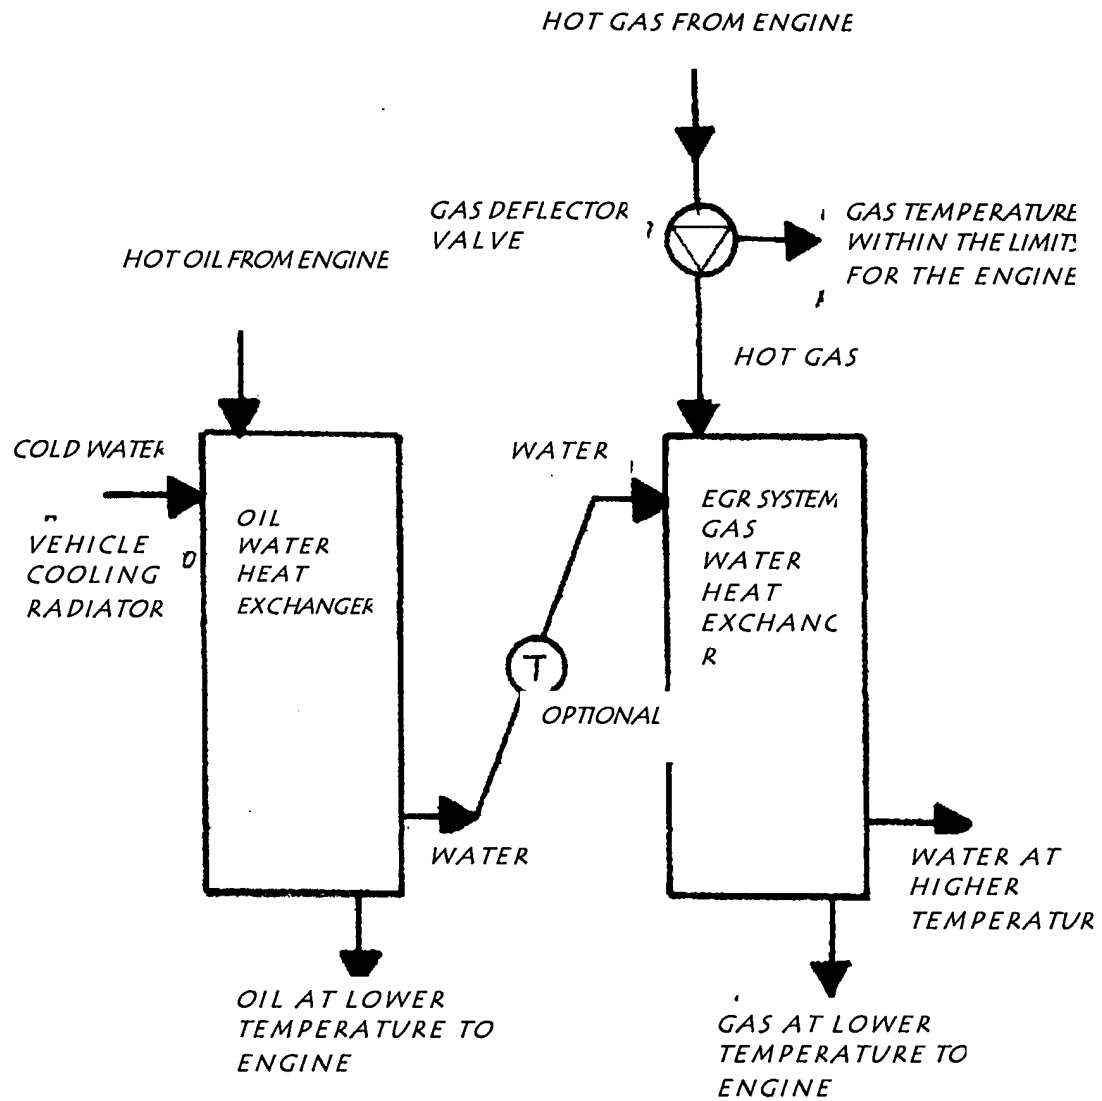 HOT GAS FROM ENGINE
GAS DEFLECTOR
VALVE
GAS TEMPERATURE
WITHIN THE LIMITS
FOR THE ENGINE
HOT OIL FROM ENGINE
HOT GAS
COLD WATER
VEHICLE
COOLING
RADIATOR
OIL
WATER
HEAT
EXCHANGER
WATER
EGR SYSTEM
GAS
WATER
HEAT
EXCHANC
R
T
OPTIONAL
WATER
WATER AT
HIGHER
TEMPERATUR
OIL AT LOWER
TEMPERATURE TO
ENGINE
GAS AT LOWER
TEMPERATURE TO
ENGINE